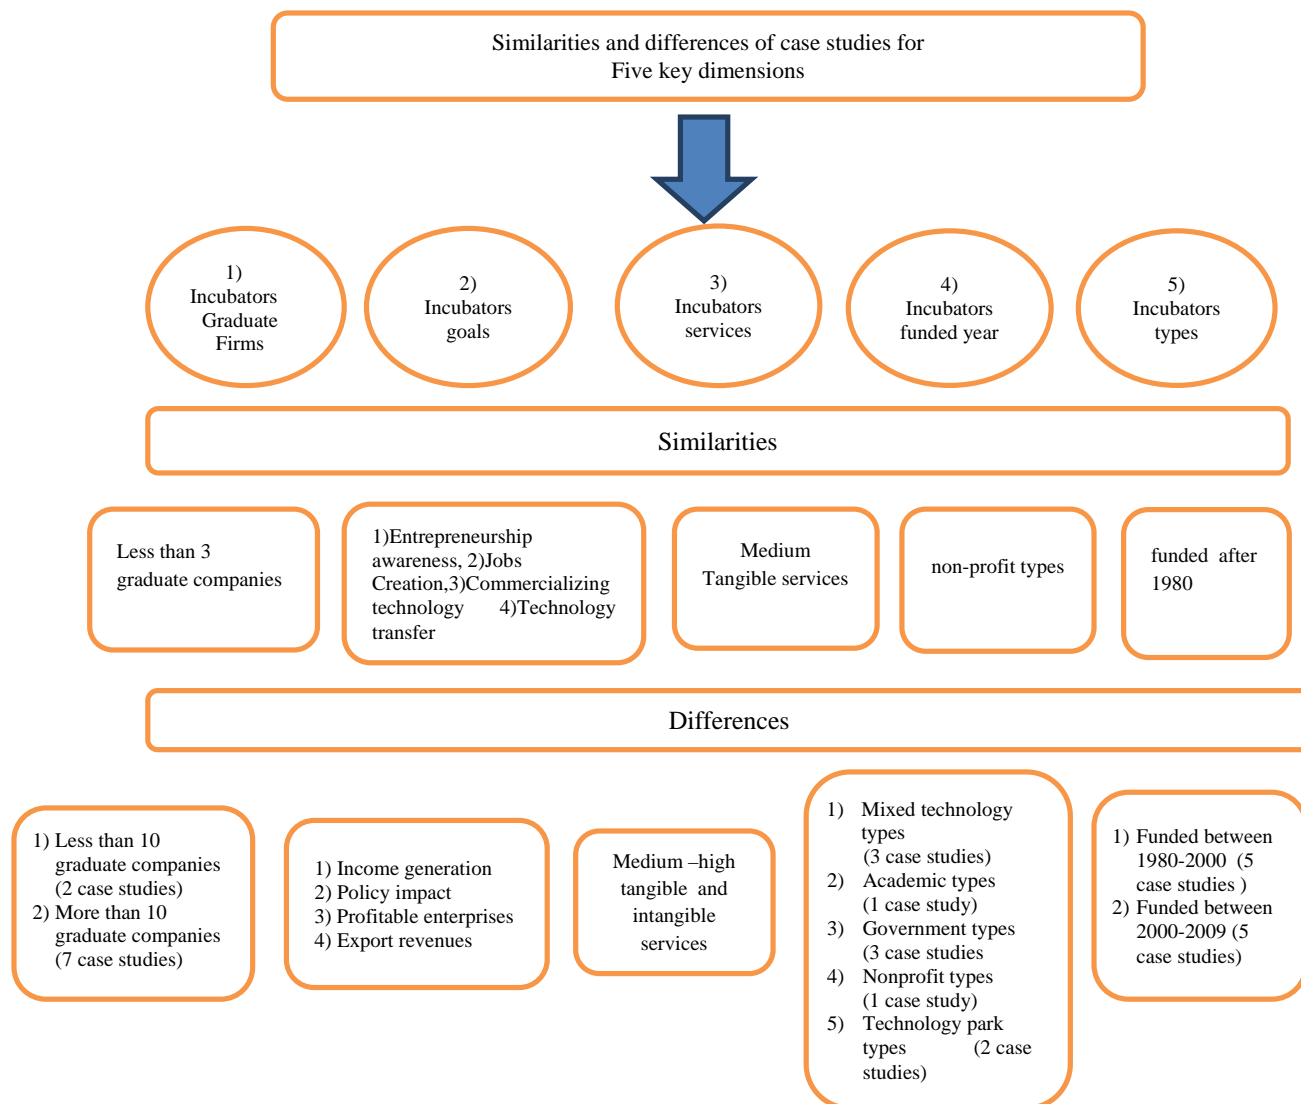 Similarities and differences of case studies for
Five key dimensions
1)
Incubators
Graduate
Firms
2)
Incubators
goals
3)
Incubators
services
4)
Incubators
funded year
5)
Incubators
types
Similarities
Less than 3
graduate companies
1)Entrepreneurship
awareness, 2)Jobs
Creation,3)Commercializing
technology 4)Technology
transfer
Medium
Tangible services
non-profit types
funded after
1980
Differences
1) Less than 10
graduate companies
(2 case studies)
2) More than 10
graduate companies
(7 case studies)
1) Income generation
2) Policy impact
3) Profitable enterprises
4) Export revenues
Medium –high
tangible and
intangible
services
1) Mixed technology
types
(3 case studies)
2) Academic types
(1 case study)
3) Government types
(3 case studies
4) Nonprofit types
(1 case study)
5) Technology park
types (2 case
studies)
1) Funded between
1980-2000 (5
case studies )
2) Funded between
2000-2009 (5
case studies)